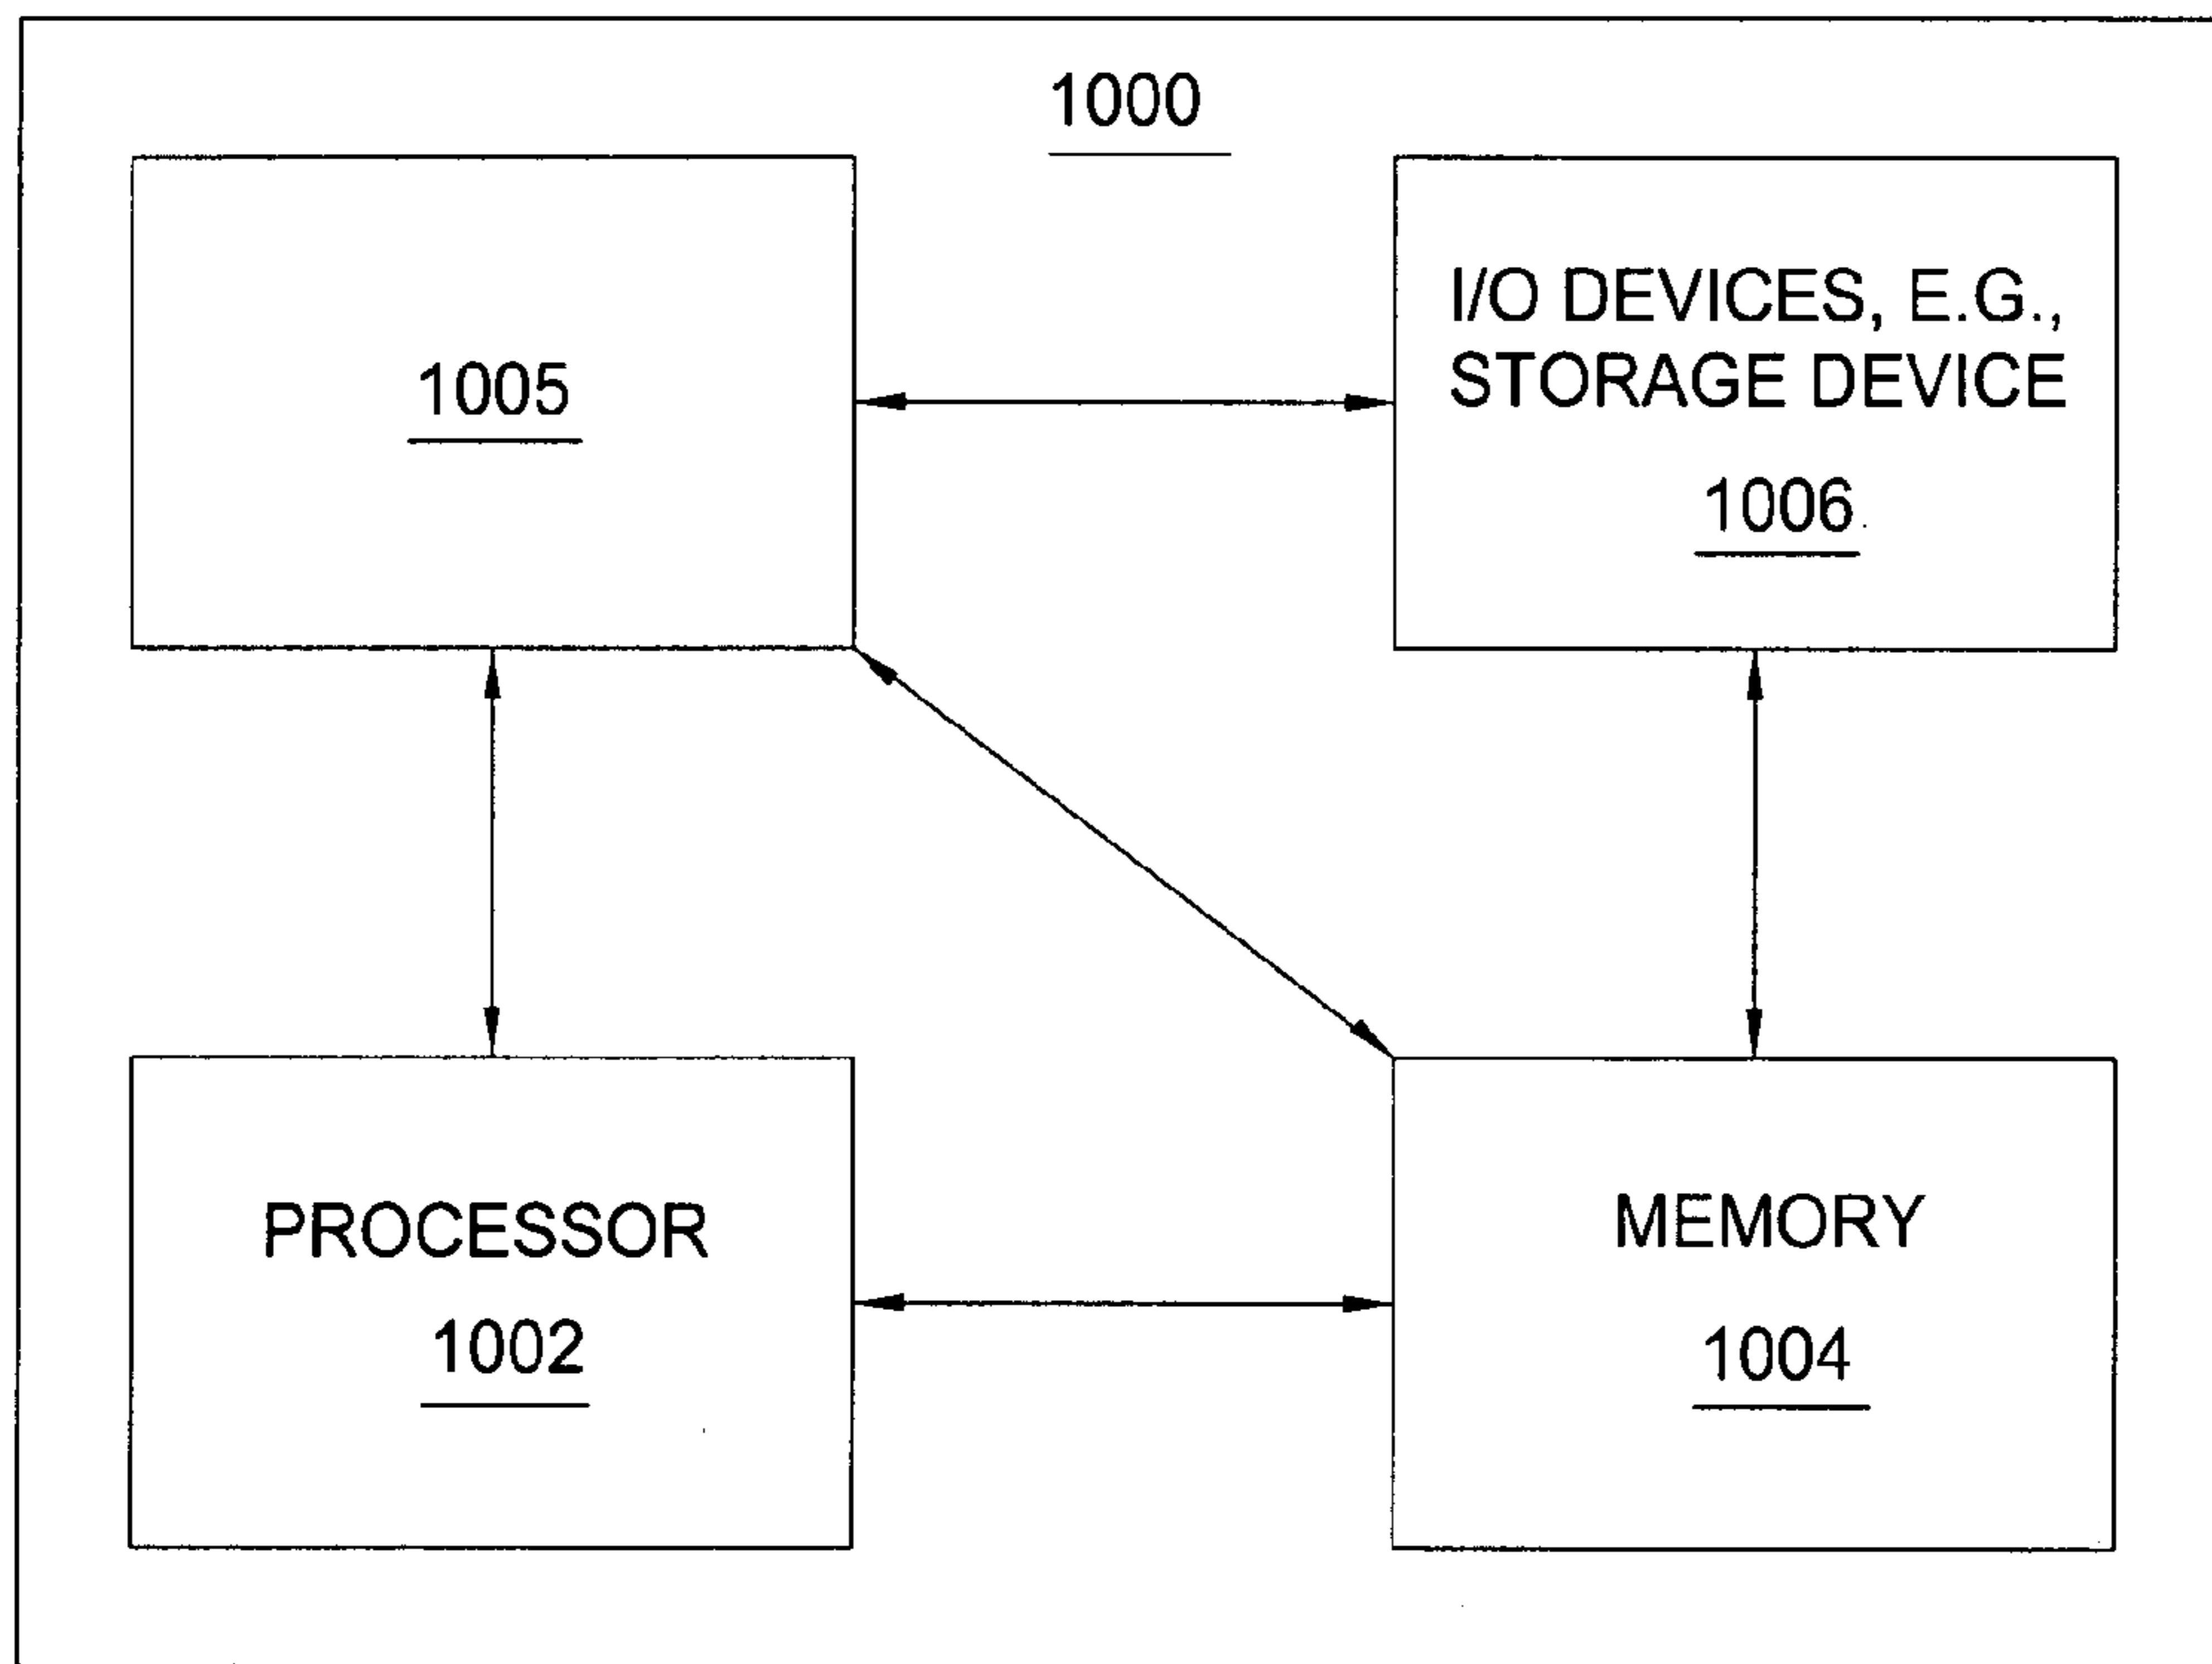 1000
1005
I/O DEVICES, E.G.,
STORAGE DEVICE
1006
PROCESSOR
1002
MEMORY
1004